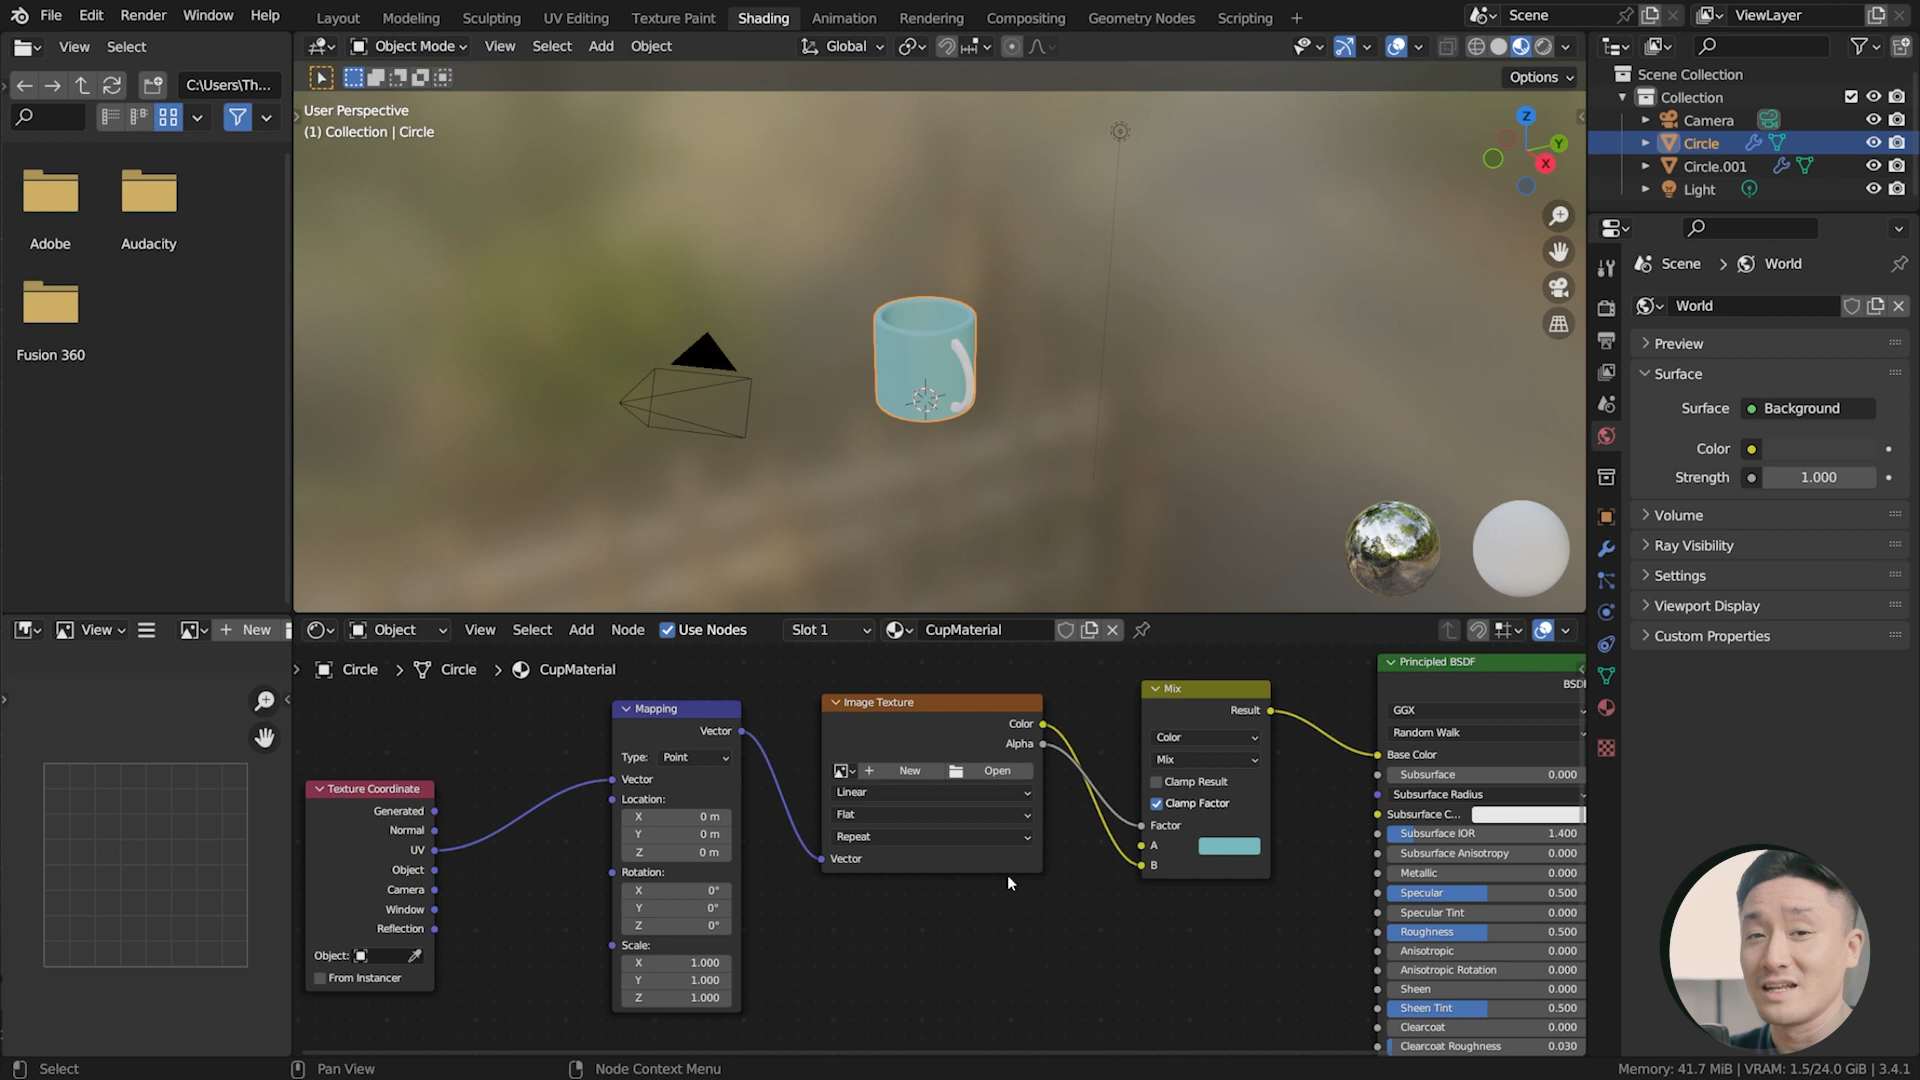 File Edit Render Window Help
Layout Modeling Sculpting UV Editing Texture Paint Shading Animation Rendering Compositing Geometry Nodes Scripting +
Scene
ViewLayer
View Select
Object Mode View Select Add Object
Global
C:\Users\Th...
Options
User Perspective
(1) Collection | Circle
Z
Y
X
Adobe
Audacity
Fusion 360
Scene Collection
Collection
Camera
Circle
Circle.001
Light
Scene > World
World
Preview
Surface
Surface Background
Color
Strength 1.000
Volume
Ray Visibility
Settings
Viewport Display
Custom Properties
View + New
Object View Select Add Node Use Nodes Slot 1 CupMaterial
Circle > Circle > CupMaterial
Texture Coordinate
Generated
Normal
UV
Object
Camera
Window
Reflection
Object:
From Instancer
Mapping
Vector
Type: Point
Vector
Location:
X 0 m
Y 0 m
Z 0 m
Rotation:
X 0°
Y 0°
Z 0°
Scale:
X 1.000
Y 1.000
Z 1.000
Image Texture
Color
Alpha
+ New Open
Linear
Flat
Repeat
Vector
Mix
Result
Color
Mix
Clamp Result
Clamp Factor
Factor
A
B
Principled BSDF
BSD
GGX
Random Walk
Base Color
Subsurface 0.000
Subsurface Radius
Subsurface C...
Subsurface IOR 1.400
Subsurface Anisotropy 0.000
Metallic 0.000
Specular 0.500
Specular Tint 0.000
Roughness 0.500
Anisotropic 0.000
Anisotropic Rotation 0.000
Sheen 0.000
Sheen Tint 0.500
Clearcoat 0.000
Clearcoat Roughness 0.030
Select Pan View Node Context Menu
Memory: 41.7 MiB | VRAM: 1.5/24.0 GiB | 3.4.1